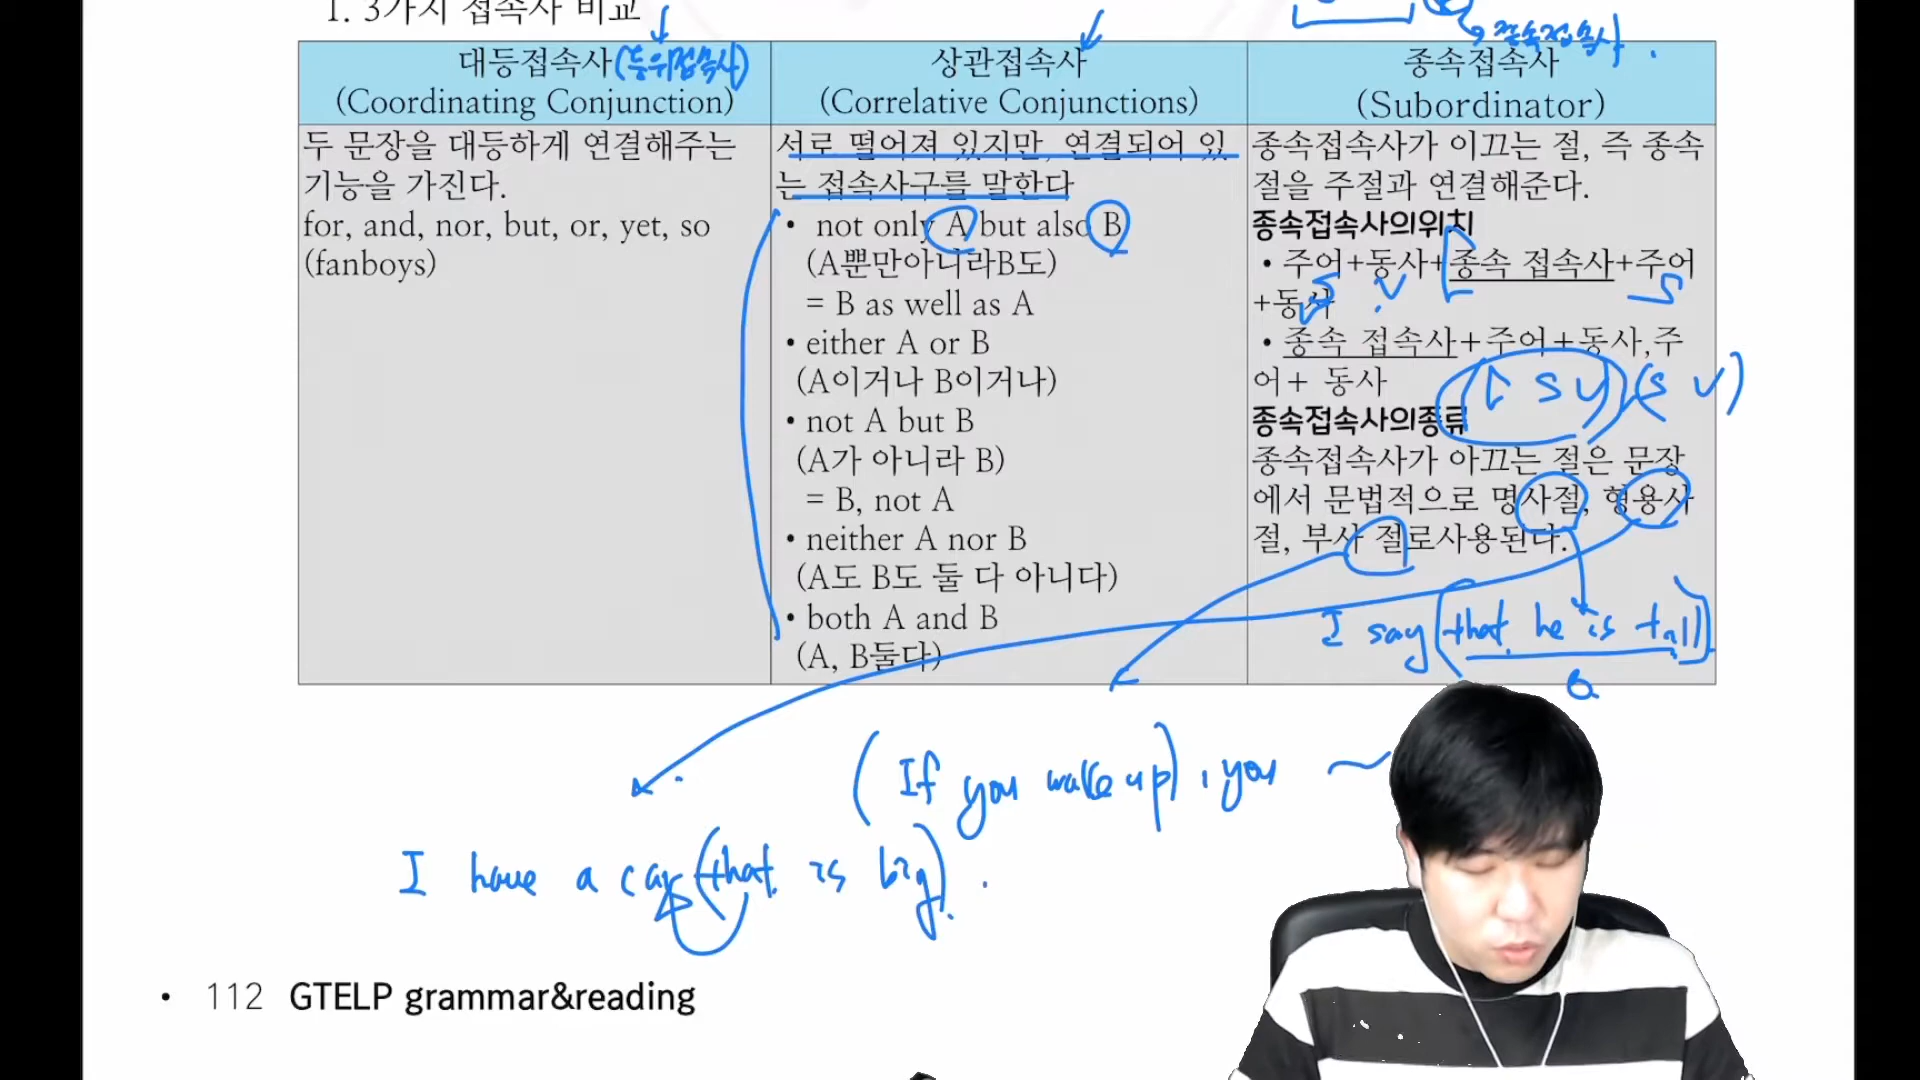 1. 3가지 접속사 비교
종속접속사
대등접속사 (등위접속사)
(Coordinating Conjunction)
두 문장을 대등하게 연결해주는
기능을 가진다.
for, and, nor, but, or, yet, so
(fanboys)
상관접속사
(Correlative Conjunctions)
서로 떨어져 있지만, 연결되어 있
는 접속사구를 말한다
• not only A but also B
(A뿐만아니라B도)
= B as well as A
• either A or B
(A이거나 B이거나)
• not A but B
(A가 아니라 B)
= B, not A
• neither A nor B
(A도 B도 둘 다 아니다)
• both A and B
(A, B둘다)
종속접속사
(Subordinator)
종속접속사가 이끄는 절, 즉 종속
절을 주절과 연결해준다.
종속접속사의위치
• 주어+동사+종속 접속사+주어
+동사
S V S
V
• 종속 접속사+주어+동사,주
어+ 동사
( S V), (S V)
종속접속사의종류
종속접속사가 아끄는 절은 문장
에서 문법적으로 명사절, 형용사
절, 부사 절로사용된다.
I say (that he is tall)
(If you wake up), you ~
I have a car (that is big).
• 112 GTELP grammar&reading